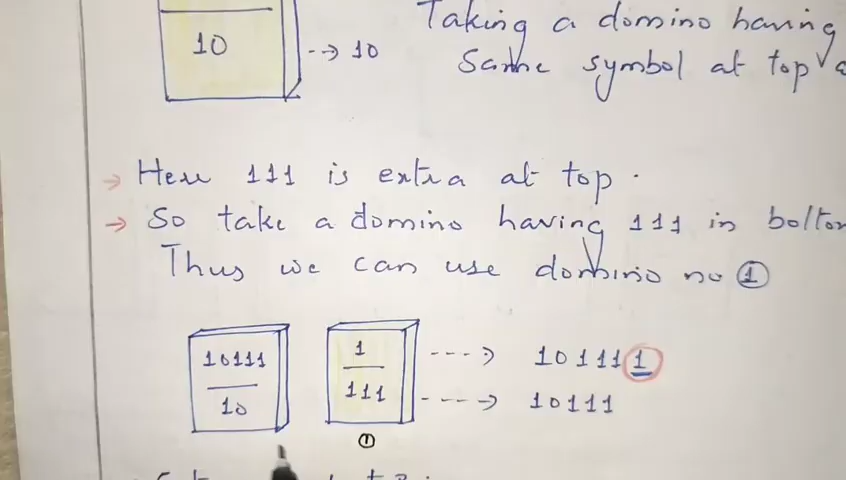 10
--→ 10
Taking a domino having
same symbol at top
→ Here 111 is extra at top.
→ So take a domino having 111 in bottom
Thus we can use domino no ①
10111
10
1
111
---→ 101111
---→ 10111
①